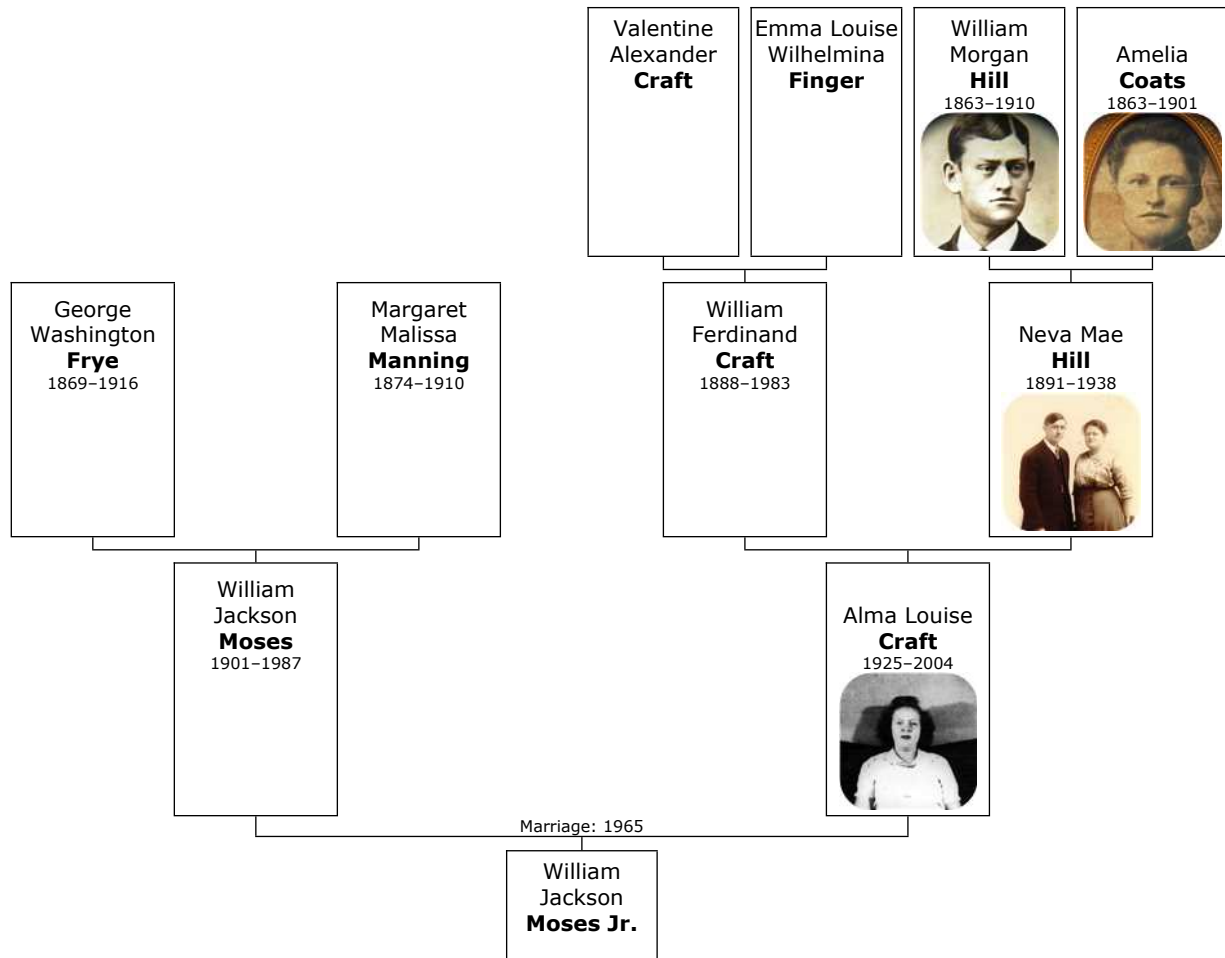 Valentine
Alexander
Craft
Emma Louise
Wilhelmina
Finger
William
Morgan
Hill
1863–1910
Amelia
Coats
1863–1901
George
Washington
Frye
1869–1916
Margaret
Malissa
Manning
1874–1910
William
Ferdinand
Craft
1888–1983
Neva Mae
Hill
1891–1938
William
Jackson
Moses
1901–1987
Alma Louise
Craft
1925–2004
Marriage: 1965
William
Jackson
Moses Jr.